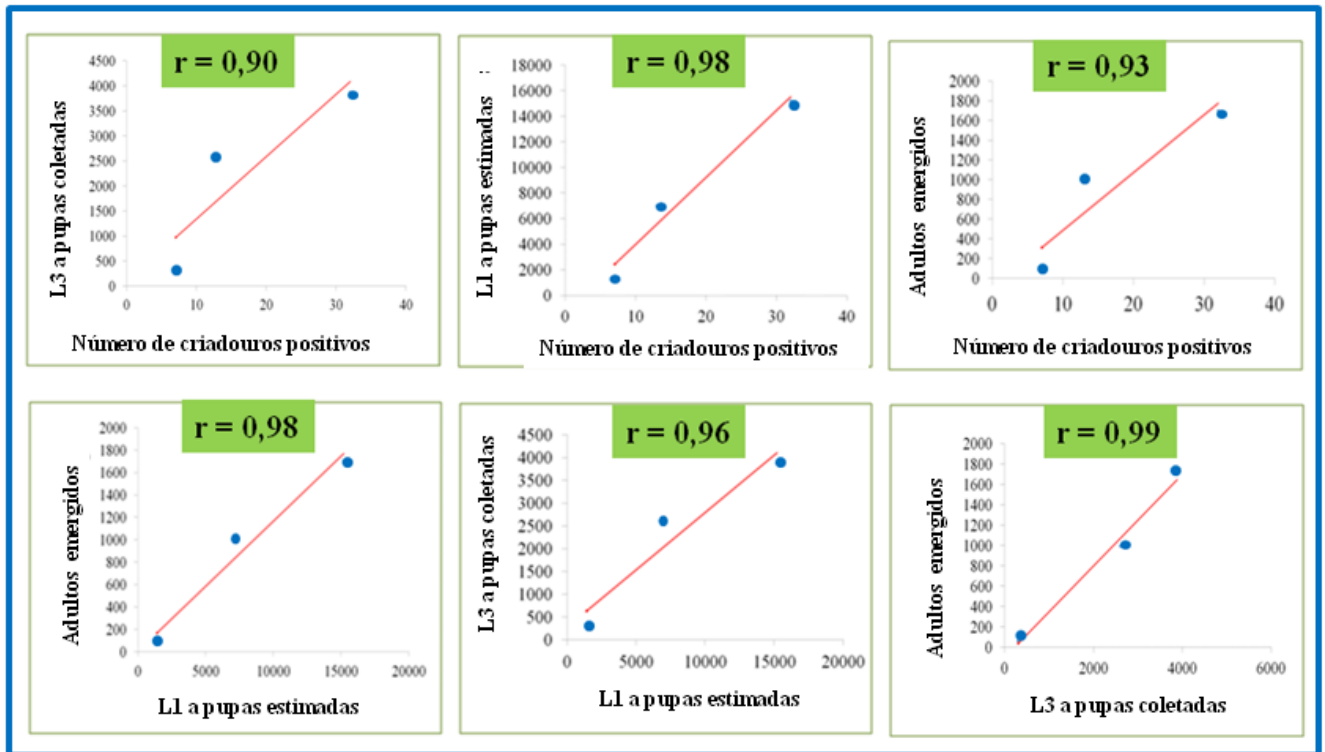 r = 0,90
L3 a pupas coletadas
4500
4000
3500
3000
2500
2000
1500
1000
500
0
0 10 20 30 40
Número de criadouros positivos
r = 0,98
L1 a pupas estimadas
18000
16000
14000
12000
10000
8000
6000
4000
2000
0
0 10 20 30 40
Número de criadouros positivos
r = 0,93
Adultos emergidos
2000
1800
1600
1400
1200
1000
800
600
400
200
0
0 10 20 30 40
Número de criadouros positivos
r = 0,98
Adultos emergidos
2000
1800
1600
1400
1200
1000
800
600
400
200
0
0 5000 10000 15000 20000
L1 a pupas estimadas
r = 0,96
L3 a pupas coletadas
4500
4000
3500
3000
2500
2000
1500
1000
500
0
0 5000 10000 15000 20000
L1 a pupas estimadas
r = 0,99
Adultos emergidos
2000
1800
1600
1400
1200
1000
800
600
400
200
0
0 2000 4000 6000
L3 a pupas coletadas